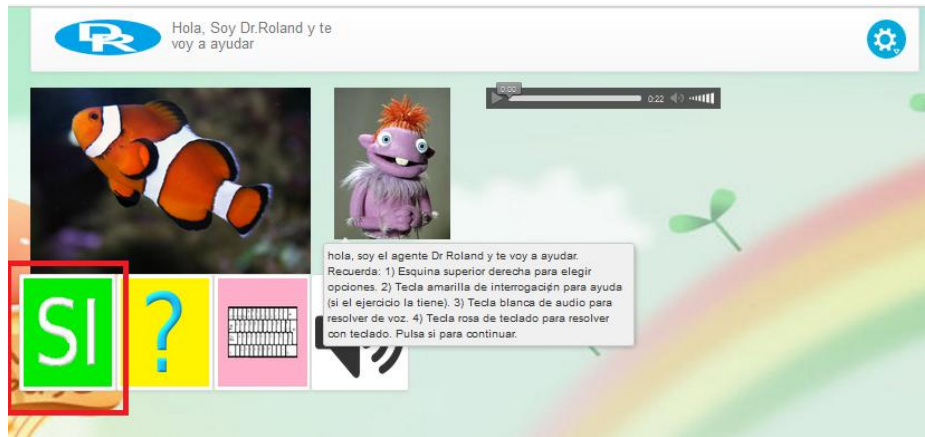 DR
Hola, Soy Dr.Roland y te
voy a ayudar
0:00
0:22
hola, soy el agente Dr Roland y te voy a ayudar.
Recuerda: 1) Esquina superior derecha para elegir
opciones. 2) Tecla amarilla de interrogación para ayuda
(si el ejercicio la tiene). 3) Tecla blanca de audio para
resolver de voz. 4) Tecla rosa de teclado para resolver
con teclado. Pulsa si para continuar.
SI
?